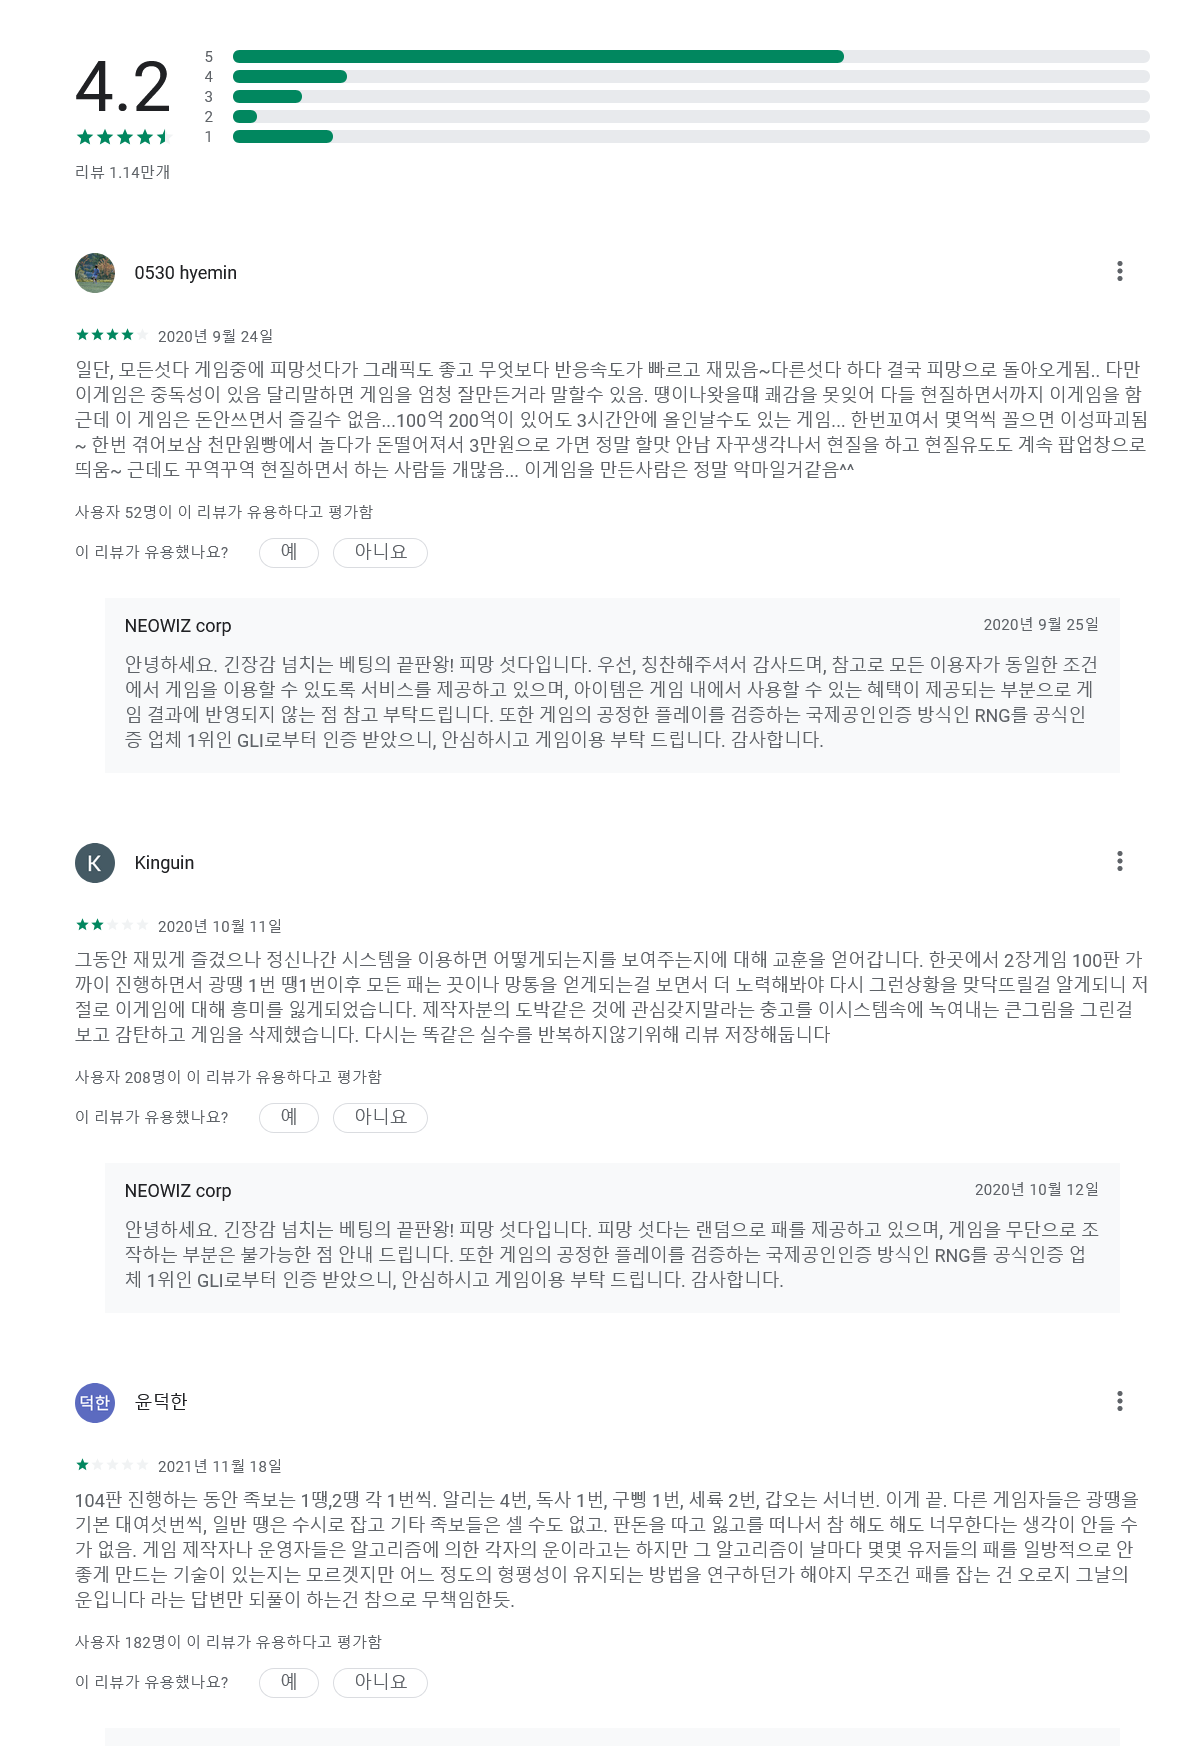 4.2
5
4
3
2
1
리뷰 1.14만개
0530 hyemin
2020년 9월 24일
일단, 모든섯다 게임중에 피망섯다가 그래픽도 좋고 무엇보다 반응속도가 빠르고 재밌음~다른섯다 하다 결국 피망으로 돌아오게됨.. 다만
이게임은 중독성이 있음 달리말하면 게임을 엄청 잘만든거라 말할수 있음. 떙이나왓을떄 쾌감을 못잊어 다들 현질하면서까지 이게임을 함
근데 이 게임은 돈안쓰면서 즐길수 없음...100억 200억이 있어도 3시간안에 올인날수도 있는 게임... 한번꼬여서 몇억씩 꼴으면 이성파괴됨
~ 한번 겪어보삼 천만원빵에서 놀다가 돈떨어져서 3만원으로 가면 정말 할맛 안남 자꾸생각나서 현질을 하고 현질유도도 계속 팝업창으로
띄움~ 근데도 꾸역꾸역 현질하면서 하는 사람들 개많음... 이게임을 만든사람은 정말 악마일거같음^^
사용자 52명이 이 리뷰가 유용하다고 평가함
이 리뷰가 유용했나요? 예 아니요
NEOWIZ corp 2020년 9월 25일
안녕하세요. 긴장감 넘치는 베팅의 끝판왕! 피망 섯다입니다. 우선, 칭찬해주셔서 감사드며, 참고로 모든 이용자가 동일한 조건
에서 게임을 이용할 수 있도록 서비스를 제공하고 있으며, 아이템은 게임 내에서 사용할 수 있는 혜택이 제공되는 부분으로 게
임 결과에 반영되지 않는 점 참고 부탁드립니다. 또한 게임의 공정한 플레이를 검증하는 국제공인인증 방식인 RNG를 공식인
증 업체 1위인 GLI로부터 인증 받았으니, 안심하시고 게임이용 부탁 드립니다. 감사합니다.
K
Kinguin
2020년 10월 11일
그동안 재밌게 즐겼으나 정신나간 시스템을 이용하면 어떻게되는지를 보여주는지에 대해 교훈을 얻어갑니다. 한곳에서 2장게임 100판 가
까이 진행하면서 광땡 1번 땡1번이후 모든 패는 끗이나 망통을 얻게되는걸 보면서 더 노력해봐야 다시 그런상황을 맞닥뜨릴걸 알게되니 저
절로 이게임에 대해 흥미를 잃게되었습니다. 제작자분의 도박같은 것에 관심갖지말라는 충고를 이시스템속에 녹여내는 큰그림을 그린걸
보고 감탄하고 게임을 삭제했습니다. 다시는 똑같은 실수를 반복하지않기위해 리뷰 저장해둡니다
사용자 208명이 이 리뷰가 유용하다고 평가함
이 리뷰가 유용했나요? 예 아니요
NEOWIZ corp 2020년 10월 12일
안녕하세요. 긴장감 넘치는 베팅의 끝판왕! 피망 섯다입니다. 피망 섯다는 랜덤으로 패를 제공하고 있으며, 게임을 무단으로 조
작하는 부분은 불가능한 점 안내 드립니다. 또한 게임의 공정한 플레이를 검증하는 국제공인인증 방식인 RNG를 공식인증 업
체 1위인 GLI로부터 인증 받았으니, 안심하시고 게임이용 부탁 드립니다. 감사합니다.
덕한
윤덕한
2021년 11월 18일
104판 진행하는 동안 족보는 1땡,2땡 각 1번씩. 알리는 4번, 독사 1번, 구삥 1번, 세륙 2번, 갑오는 서너번. 이게 끝. 다른 게임자들은 광땡을
기본 대여섯번씩, 일반 땡은 수시로 잡고 기타 족보들은 셀 수도 없고. 판돈을 따고 잃고를 떠나서 참 해도 해도 너무한다는 생각이 안들 수
가 없음. 게임 제작자나 운영자들은 알고리즘에 의한 각자의 운이라고는 하지만 그 알고리즘이 날마다 몇몇 유저들의 패를 일방적으로 안
좋게 만드는 기술이 있는지는 모르겟지만 어느 정도의 형평성이 유지되는 방법을 연구하던가 해야지 무조건 패를 잡는 건 오로지 그날의
운입니다 라는 답변만 되풀이 하는건 참으로 무책임한듯.
사용자 182명이 이 리뷰가 유용하다고 평가함
이 리뷰가 유용했나요? 예 아니요